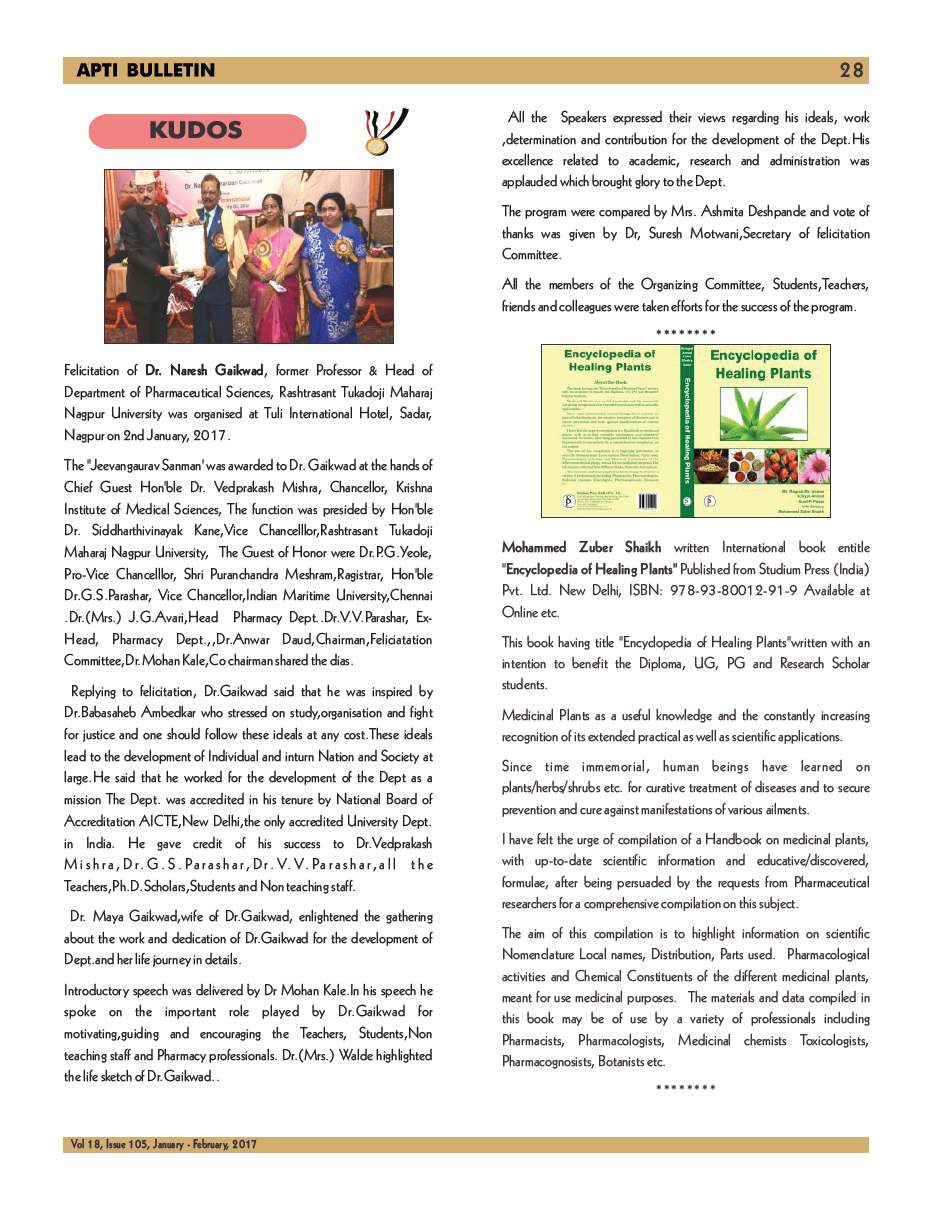 APTI BULLETIN
28
KUDOS
Felicitation of Dr. Naresh Gaikwad, former Professor & Head of
Department of Pharmaceutical Sciences, Rashtrasant Tukadoji Maharaj
Nagpur University was organised at Tuli International Hotel, Sadar,
Nagpur on 2nd January, 2017.
The "Jeevangaurav Sanman' was awarded to Dr. Gaikwad at the hands of
Chief Guest Hon'ble Dr. Vedprakash Mishra, Chancellor, Krishna
Institute of Medical Sciences, The function was presided by Hon'ble
Dr. Siddharthivinayak Kane,Vice Chancelllor,Rashtrasant Tukadoji
Maharaj Nagpur University, The Guest of Honor were Dr.P.G.Yeole,
Pro-Vice Chancelllor, Shri Puranchandra Meshram,Ragistrar, Hon'ble
Dr.G.S.Parashar, Vice Chancellor,Indian Maritime University,Chennai
.Dr.(Mrs.) J.G.Avari,Head Pharmacy Dept..Dr.V.V.Parashar, Ex-
Head, Pharmacy Dept.,,Dr.Anwar Daud,Chairman,Feliciatation
Committee,Dr.Mohan Kale,Co chairman shared the dias.
Replying to felicitation, Dr.Gaikwad said that he was inspired by
Dr.Babasaheb Ambedkar who stressed on study,organisation and fight
for justice and one should follow these ideals at any cost.These ideals
lead to the development of Individual and inturn Nation and Society at
large.He said that he worked for the development of the Dept as a
mission The Dept. was accredited in his tenure by National Board of
Accreditation AICTE,New Delhi,the only accredited University Dept.
in India. He gave credit of his success to Dr.Vedprakash
Mishra,Dr.G.S.Parashar,Dr.V.V.Parashar,all the
Teachers,Ph.D.Scholars,Students and Non teaching staff.
Dr. Maya Gaikwad,wife of Dr.Gaikwad, enlightened the gathering
about the work and dedication of Dr.Gaikwad for the development of
Dept.and her life journey in details.
Introductory speech was delivered by Dr Mohan Kale.In his speech he
spoke on the important role played by Dr.Gaikwad for
motivating,guiding and encouraging the Teachers, Students,Non
teaching staff and Pharmacy professionals. Dr.(Mrs.) Walde highlighted
the life sketch of Dr.Gaikwad. .
All the Speakers expressed their views regarding his ideals, work
,determination and contribution for the development of the Dept.His
excellence related to academic, research and administration was
applauded which brought glory to the Dept.
The program were compared by Mrs. Ashmita Deshpande and vote of
thanks was given by Dr, Suresh Motwani,Secretary of felicitation
Committee.
All the members of the Organizing Committee, Students,Teachers,
friends and colleagues were taken efforts for the success of the program.
********
Encyclopedia of
Healing Plants
About the Book
Encyclopedia of Healing Plants
Encyclopedia of
Healing Plants
Mohammed Zuber Shaikh
Mohammed Zuber Shaikh written International book entitle
"Encyclopedia of Healing Plants" Published from Studium Press (India)
Pvt. Ltd. New Delhi, ISBN: 978-93-80012-91-9 Available at
Online etc.
This book having title "Encyclopedia of Healing Plants"written with an
intention to benefit the Diploma, UG, PG and Research Scholar
students.
Medicinal Plants as a useful knowledge and the constantly increasing
recognition of its extended practical as well as scientific applications.
Since time immemorial, human beings have learned on
plants/herbs/shrubs etc. for curative treatment of diseases and to secure
prevention and cure against manifestations of various ailments.
I have felt the urge of compilation of a Handbook on medicinal plants,
with up-to-date scientific information and educative/discovered,
formulae, after being persuaded by the requests from Pharmaceutical
researchers for a comprehensive compilation on this subject.
The aim of this compilation is to highlight information on scientific
Nomenclature Local names, Distribution, Parts used. Pharmacological
activities and Chemical Constituents of the different medicinal plants,
meant for use medicinal purposes. The materials and data compiled in
this book may be of use by a variety of professionals including
Pharmacists, Pharmacologists, Medicinal chemists Toxicologists,
Pharmacognosists, Botanists etc.
********
Vol 18, Issue 105, January - February, 2017